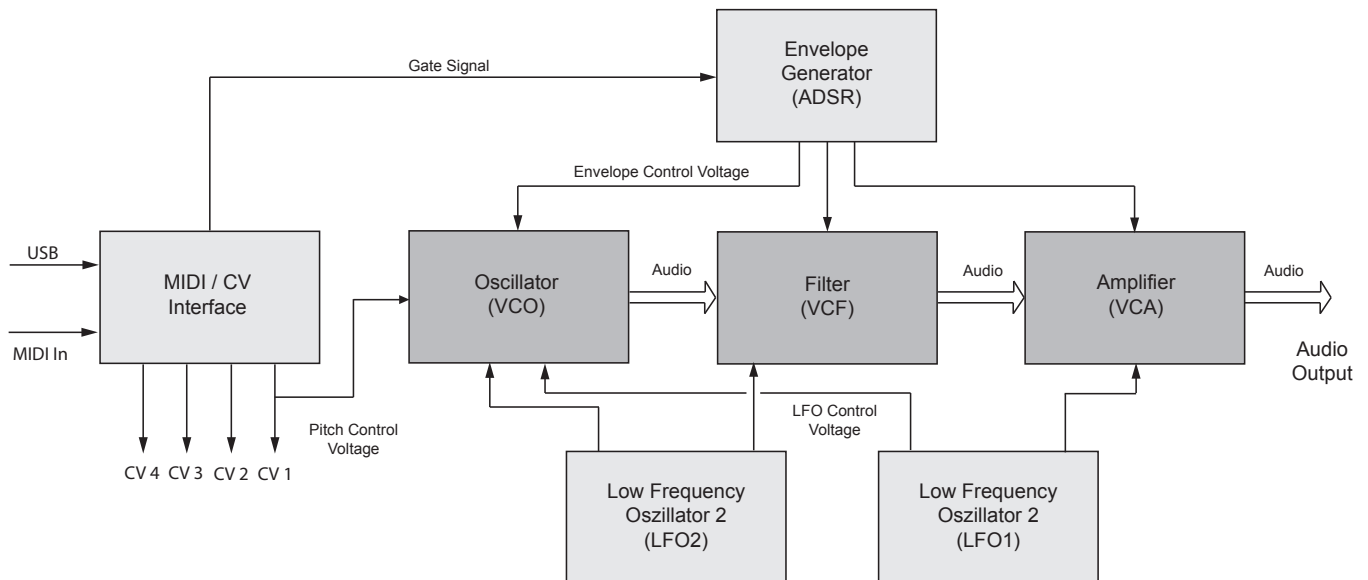 Envelope
Generator
(ADSR)
Gate Signal
Envelope Control Voltage
USB
MIDI In
MIDI / CV
Interface
Oscillator
(VCO)
Audio
Filter
(VCF)
Audio
Amplifier
(VCA)
Audio
Audio
Output
Pitch Control
Voltage
LFO Control
Voltage
CV 4
CV 3
CV 2
CV 1
Low Frequency
Oszillator 2
(LFO2)
Low Frequency
Oszillator 2
(LFO1)